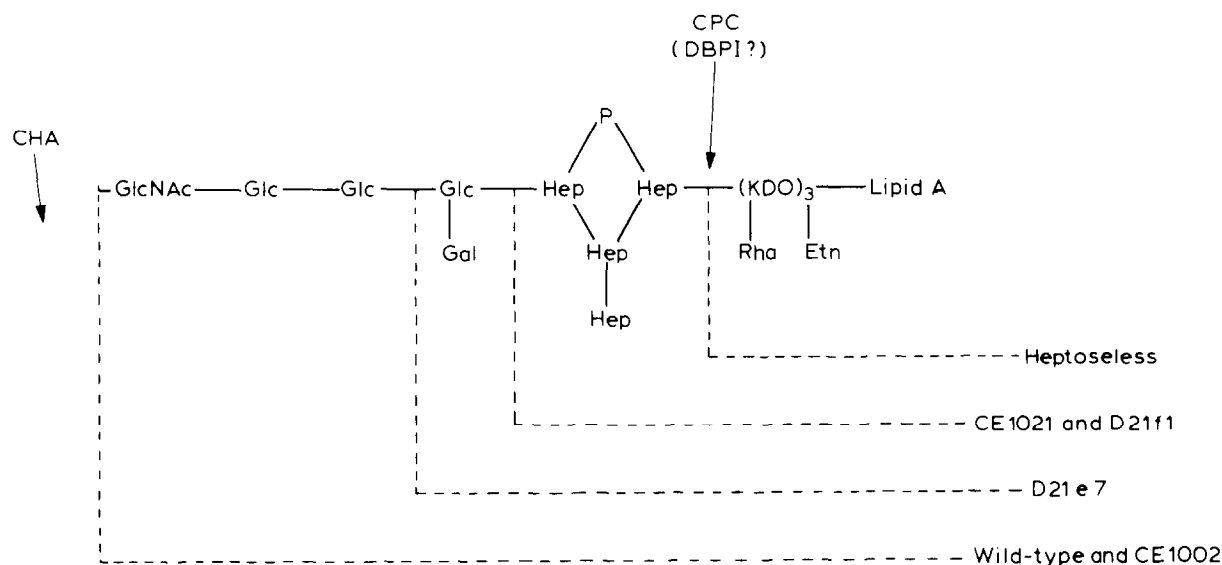 CPC
(DBPI?)
CHA
P
GlcNAc Glc Glc Glc Hep Hep (KDO)3 Lipid A
Gal Hep Rha Etn
Hep
Heptoseless
CE1021 and D21f1
D21e7
Wild-type and CE1002